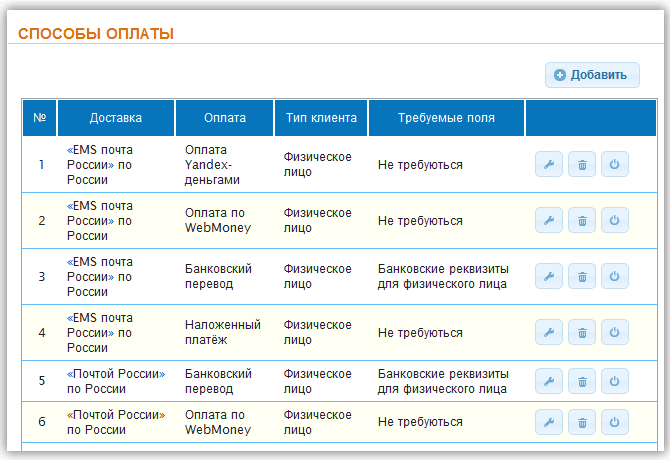 СПОСОБЫ ОПЛАТЫ
Добавить
№ Доставка Оплата Тип клиента Требуемые поля
1 «EMS почта России» по России Оплата Yandex-деньгами Физическое лицо Не требуються
2 «EMS почта России» по России Оплата по WebMoney Физическое лицо Не требуються
3 «EMS почта России» по России Банковский перевод Физическое лицо Банковские реквизиты для физического лица
4 «EMS почта России» по России Наложенный платёж Физическое лицо Не требуються
5 «Почтой России» по России Банковский перевод Физическое лицо Банковские реквизиты для физического лица
6 «Почтой России» по России Оплата по WebMoney Физическое лицо Не требуються